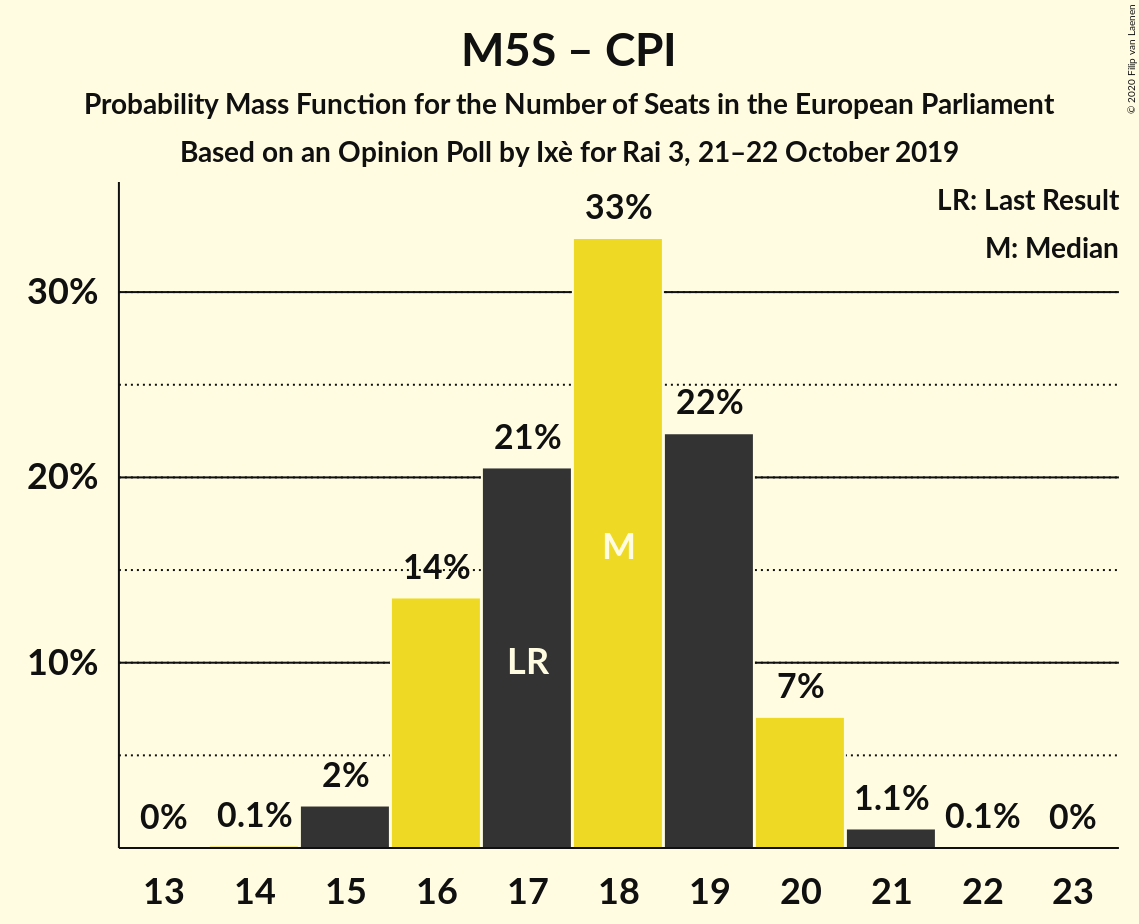 M5S – CPI
Probability Mass Function for the Number of Seats in the European Parliament
Based on an Opinion Poll by Ixè for Rai 3, 21–22 October 2019
© 2020 Filip van Laenen
LR: Last Result
M: Median
30%
20%
10%
0%
0.1%
2%
14%
21%
33%
22%
7%
1.1%
0.1%
0%
LR
M
13 14 15 16 17 18 19 20 21 22 23